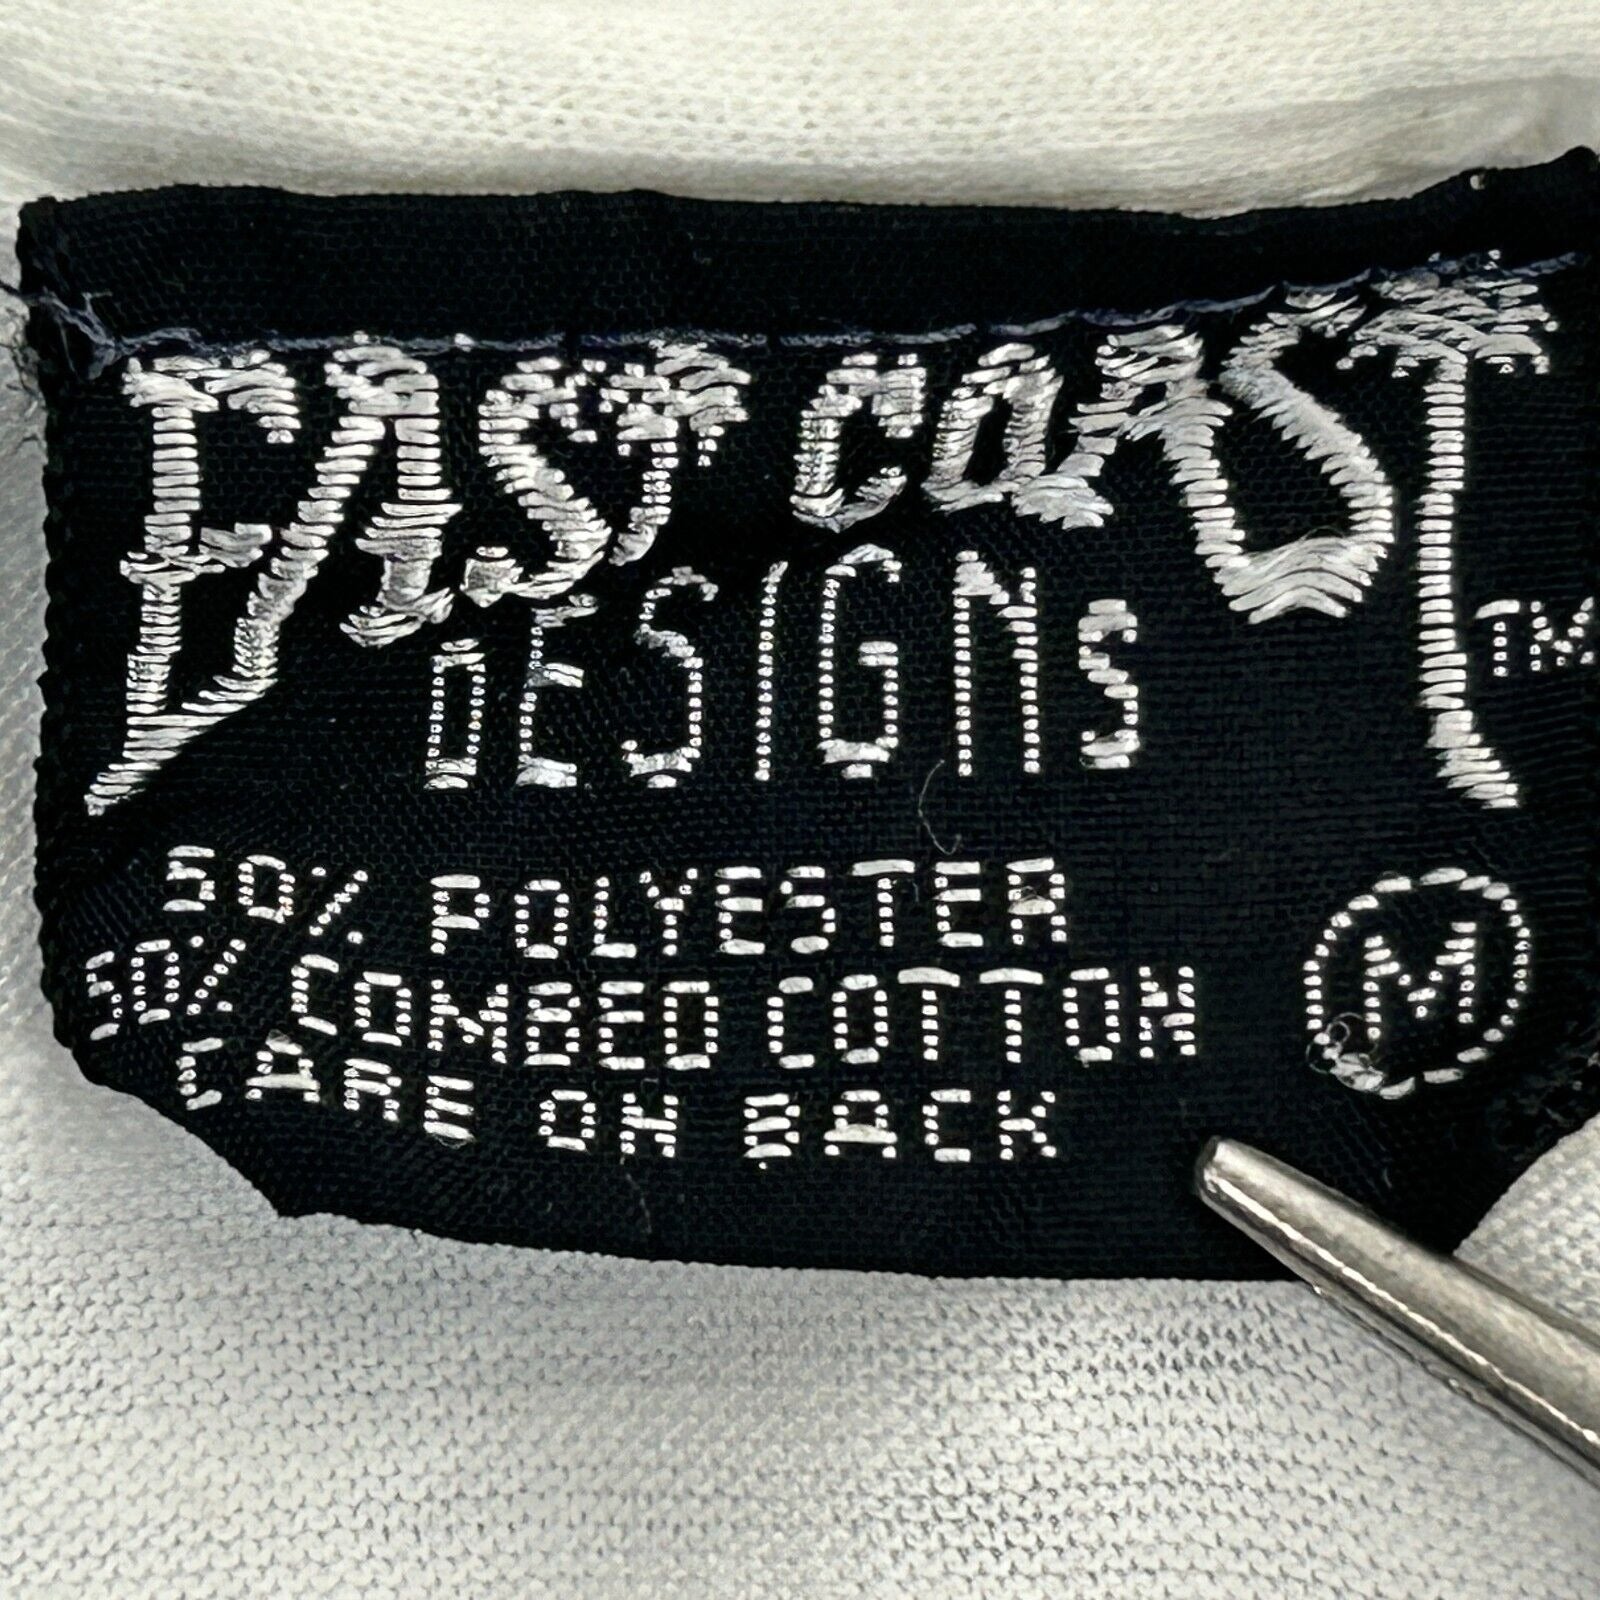 EAST COAST
DESIGNS TM
50% POLYESTER
50% COMBED COTTON
CARE ON BACK
M